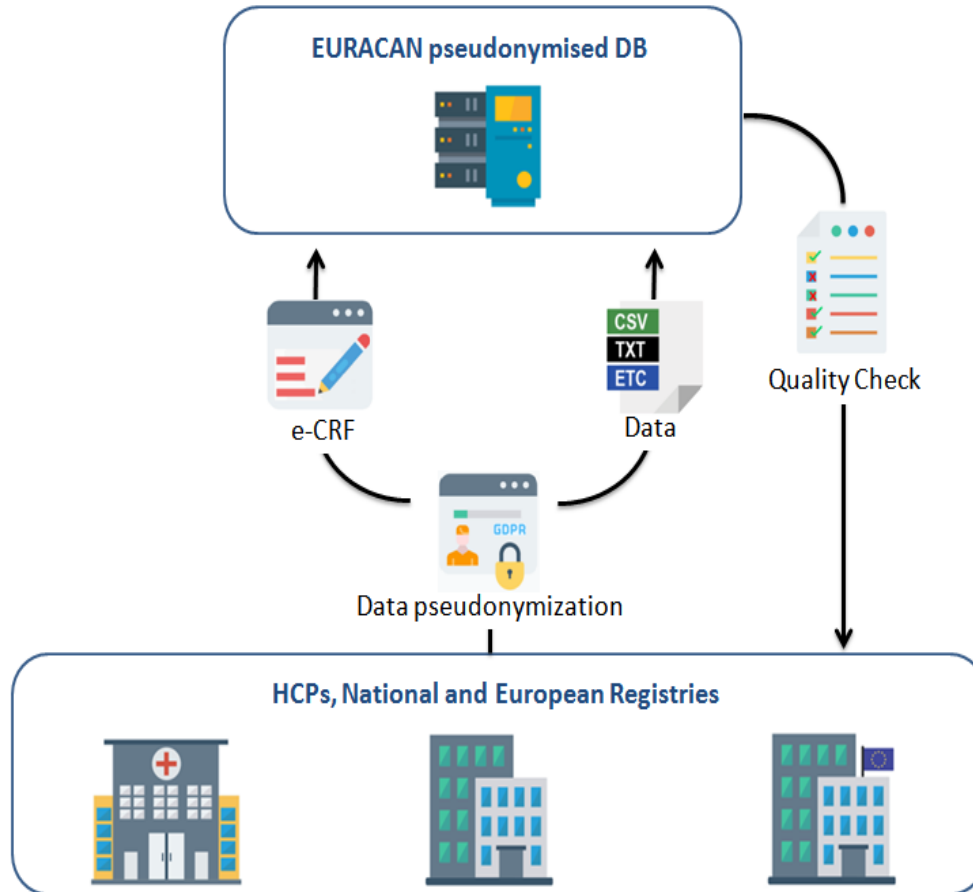 EURACAN pseudonymised DB
CSV
TXT
ETC
Quality Check
e-CRF
Data
GDPR
Data pseudonymization
HCPs, National and European Registries